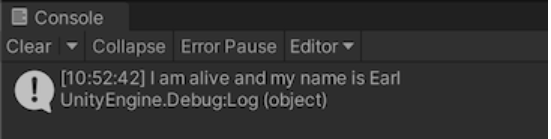 Console
Clear Collapse Error Pause Editor
[10:52:42] I am alive and my name is Earl
UnityEngine.Debug:Log (object)